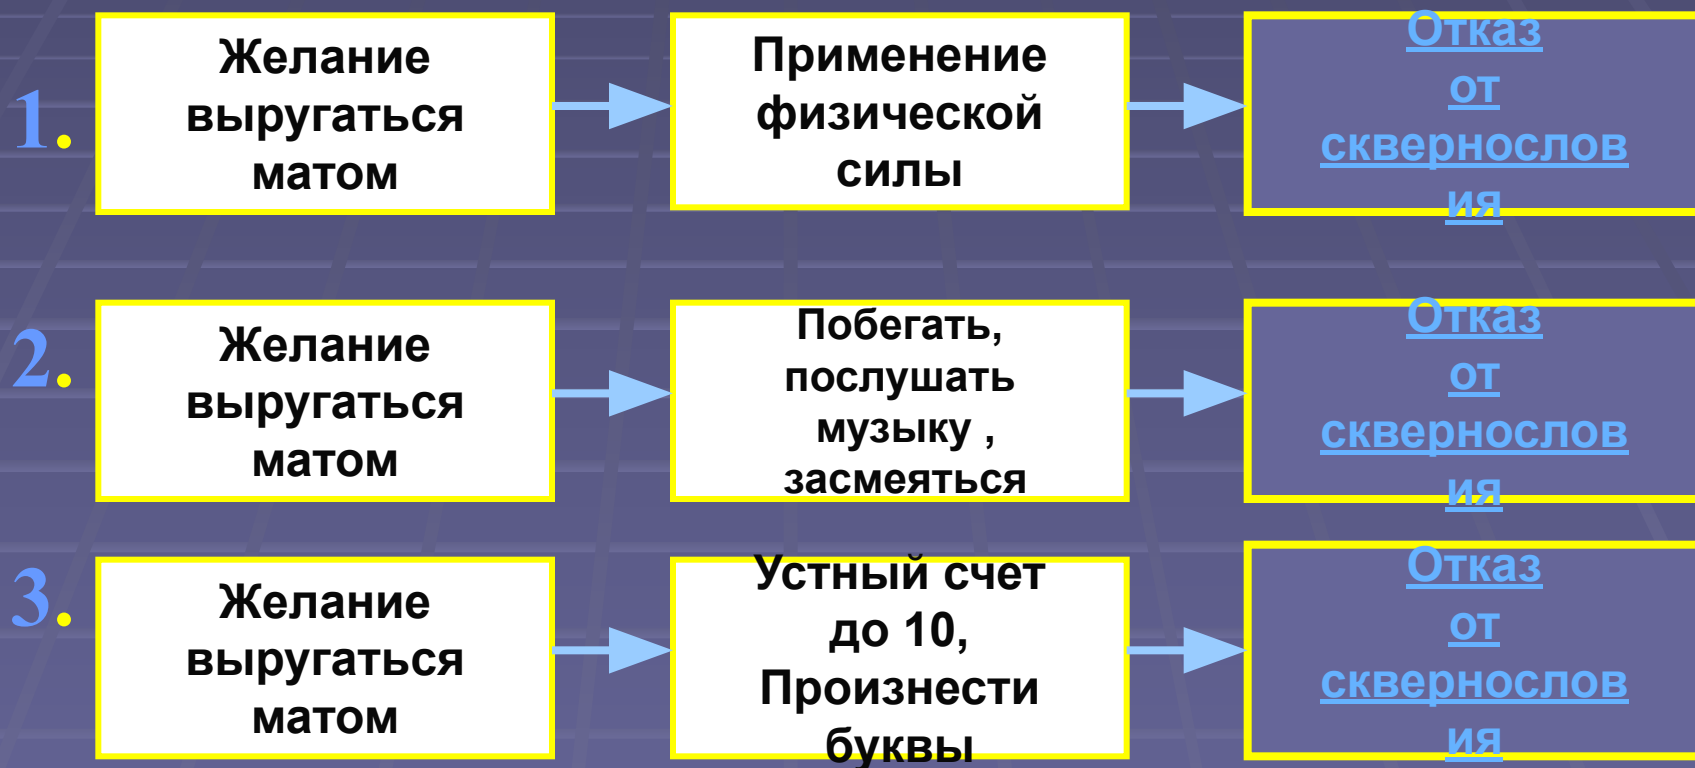 1.
Желание
выругаться
матом
Применение
физической
силы
Отказ
от
сквернослов
ия
2.
Желание
выругаться
матом
Побегать,
послушать
музыку ,
засмеяться
Отказ
от
сквернослов
ия
3.
Желание
выругаться
матом
Устный счет
до 10,
Произнести
буквы
Отказ
от
сквернослов
ия